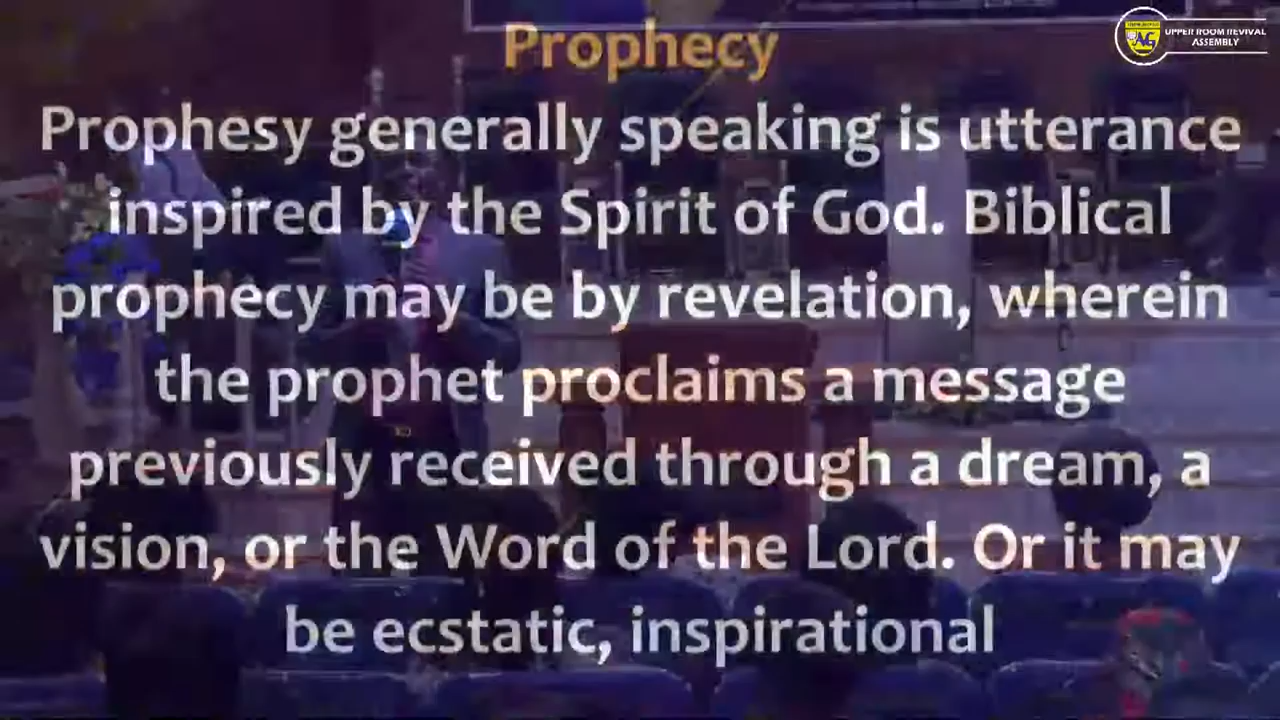 Prophecy
UPPER ROOM REVIVAL
ASSEMBLY
AG
Prophesy generally speaking is utterance
inspired by the Spirit of God. Biblical
prophecy may be by revelation, wherein
the prophet proclaims a message
previously received through a dream, a
vision, or the Word of the Lord. Or it may
be ecstatic, inspirational